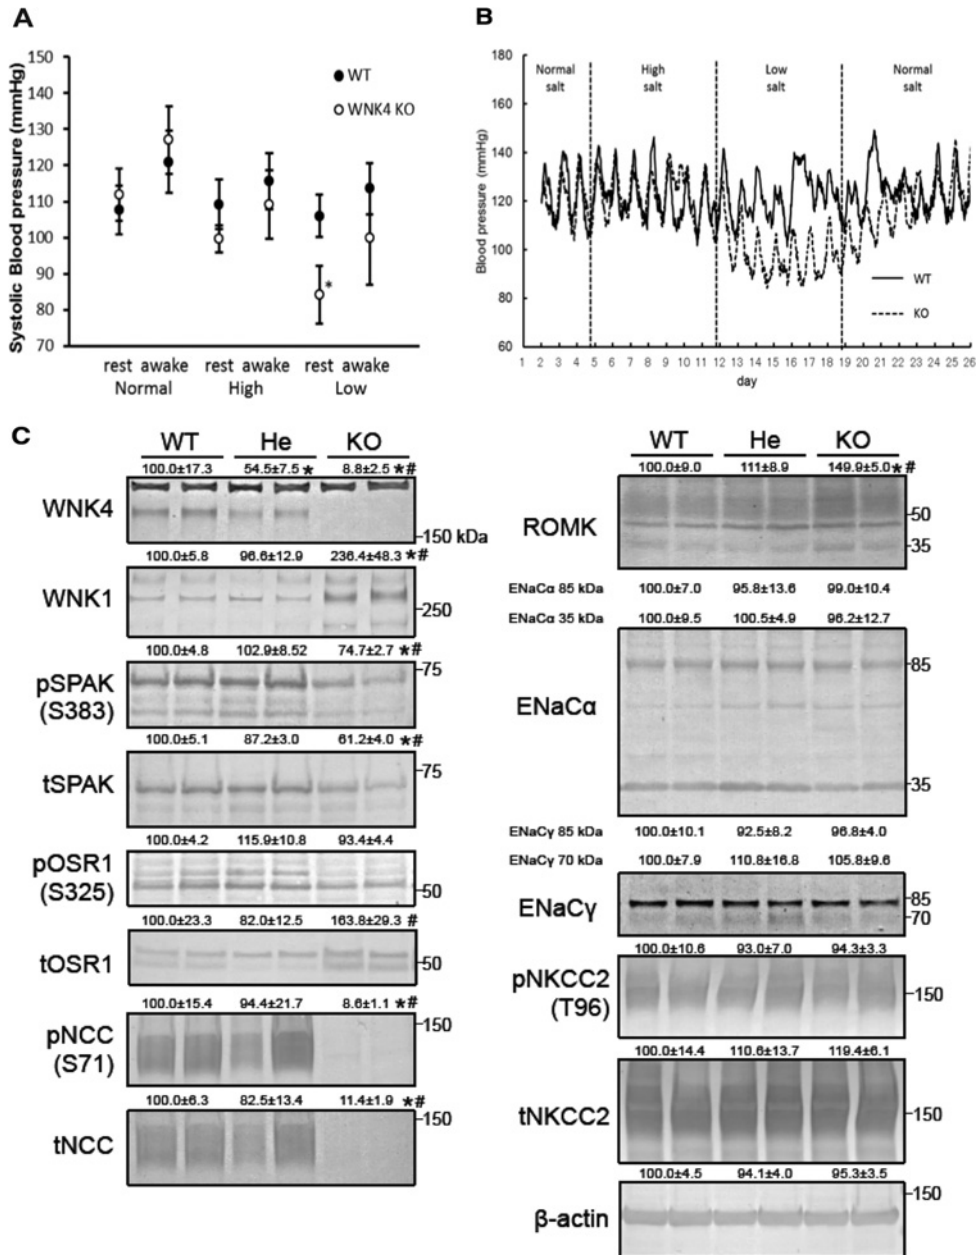 A
Systolic Blood pressure (mmHg)
150
140
130
120
110
100
90
80
70
WT
WNK4 KO
*
rest awake rest awake rest awake
Normal High Low
B
Blood pressure (mmHg)
180
160
140
120
100
80
60
Normal salt
High salt
Low salt
Normal salt
WT
KO
1 2 3 4 5 6 7 8 9 10 11 12 13 14 15 16 17 18 19 20 21 22 23 24 25 26
day
C
WT He KO
100.0±17.3 54.5±7.5 * 8.8±2.5 *#
WNK4
150 kDa
100.0±5.8 96.6±12.9 236.4±48.3 *#
WNK1
250
100.0±4.8 102.9±8.52 74.7±2.7 *#
pSPAK
(S383)
75
100.0±5.1 87.2±3.0 61.2±4.0 *#
tSPAK
75
100.0±4.2 115.9±10.8 93.4±4.4
pOSR1
(S325)
50
100.0±23.3 82.0±12.5 163.8±29.3 #
tOSR1
50
100.0±15.4 94.4±21.7 8.6±1.1 *#
pNCC
(S71)
150
100.0±6.3 82.5±13.4 11.4±1.9 *#
tNCC
150
WT He KO
100.0±9.0 111±8.9 149.9±5.0*#
ROMK
50
35
ENaCα 85 kDa 100.0±7.0 95.8±13.6 99.0±10.4
ENaCα 35 kDa 100.0±9.5 100.5±4.9 96.2±12.7
ENaCα
85
35
ENaCγ 85 kDa 100.0±10.1 92.5±8.2 96.8±4.0
ENaCγ 70 kDa 100.0±7.9 110.8±16.8 105.8±9.6
ENaCγ
85
70
100.0±10.6 93.0±7.0 94.3±3.3
pNKCC2
(T96)
150
100.0±14.4 110.6±13.7 119.4±6.1
tNKCC2
150
100.0±4.5 94.1±4.0 95.3±3.5
β-actin
150